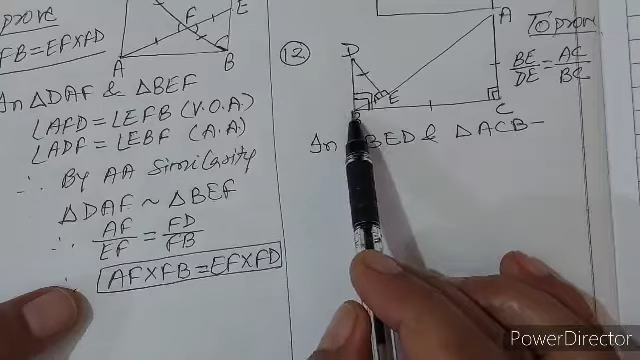 prove
FB=EF×FD
E
F
A
B
In ΔDAF & ΔBEF
∠AFD=∠EFB (V.O.A)
∠ADF=∠EBF (A.A)
By AA Similarity
ΔDAF ~ ΔBEF
∴ AF/EF = FD/FB
∴ AF×FB=EF×FD
12
D
A
E
C
To prove
BE/DE = AC/BC
In BED & ΔACB-
PowerDirector